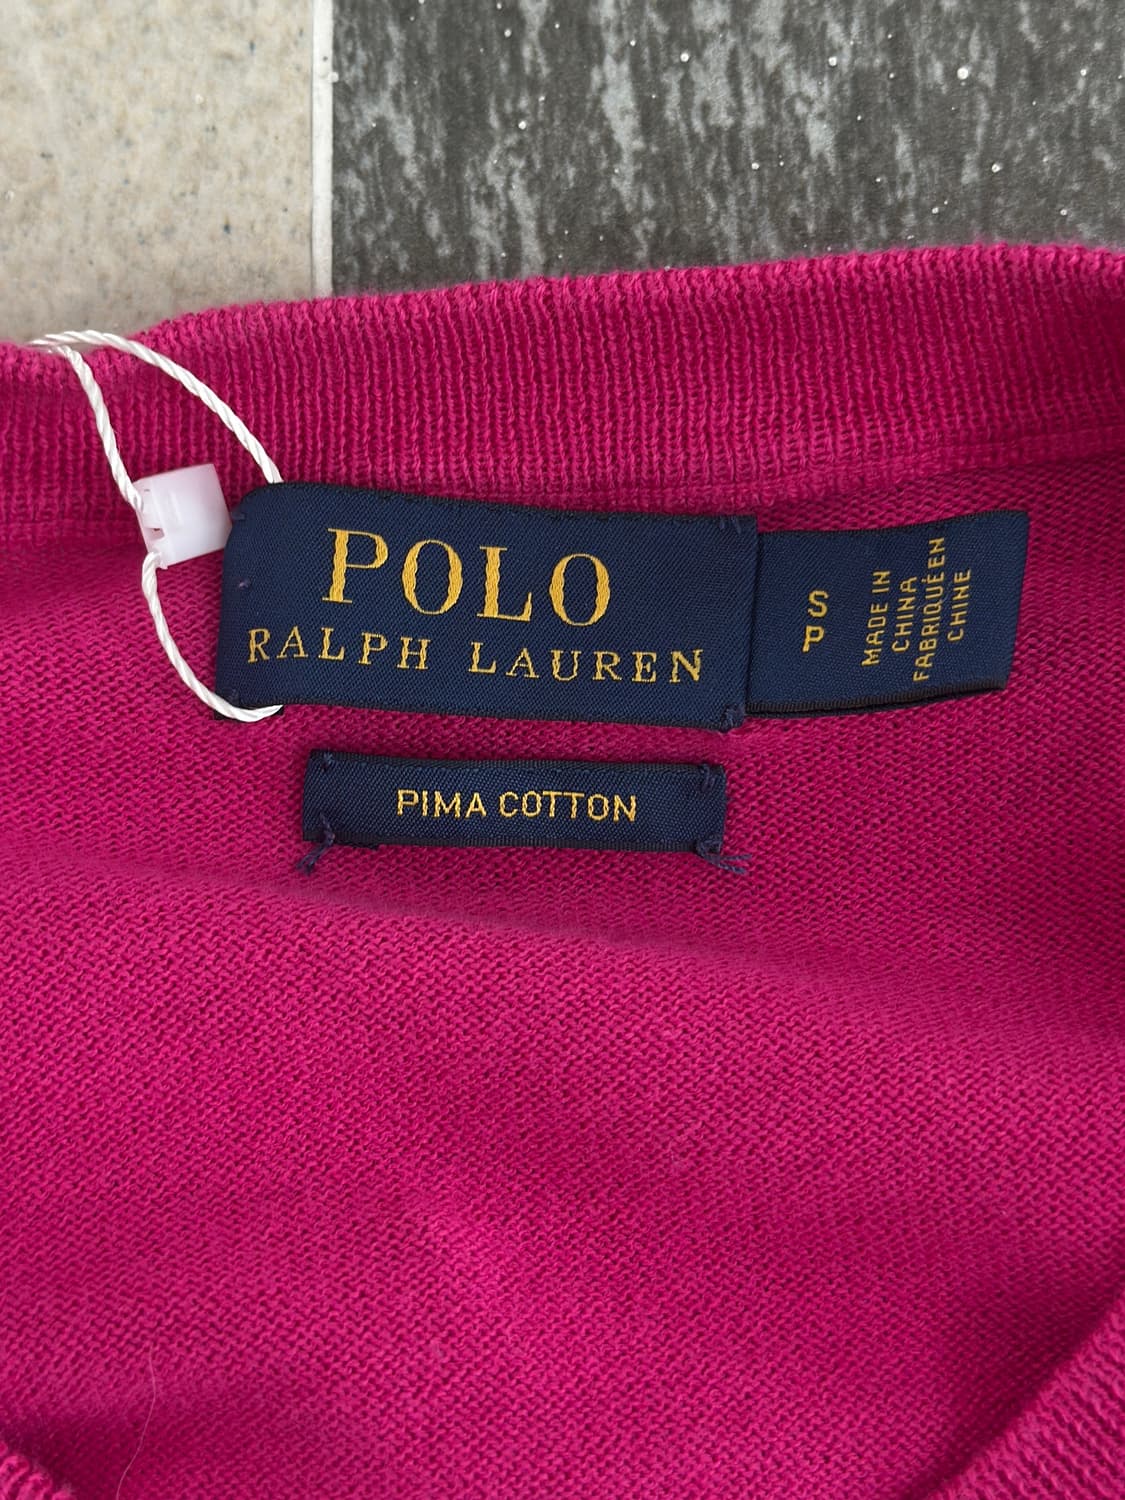 POLO
RALPH LAUREN
S
P
MADE IN
CHINA
FABRIQUÉ EN
CHINE
PIMA COTTON